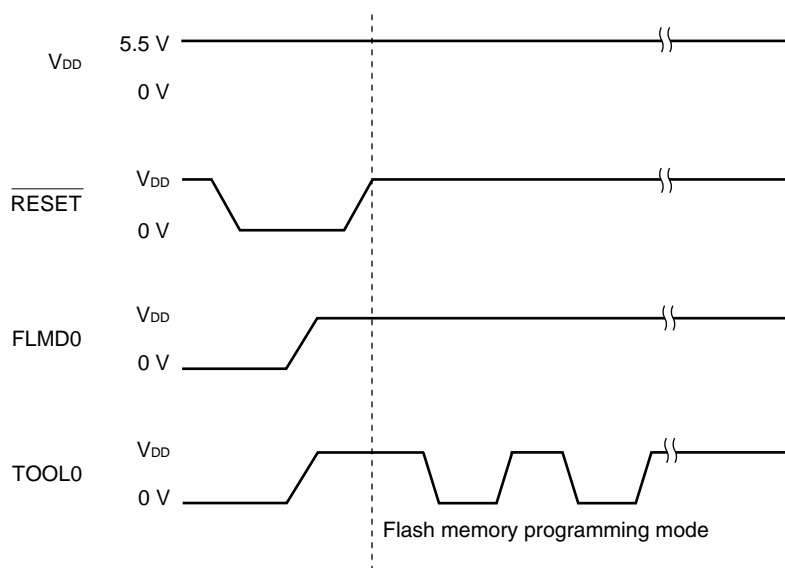 5.5 V
VDD
0 V
VDD
RESET
0 V
VDD
FLMD0
0 V
VDD
TOOL0
0 V
Flash memory programming mode